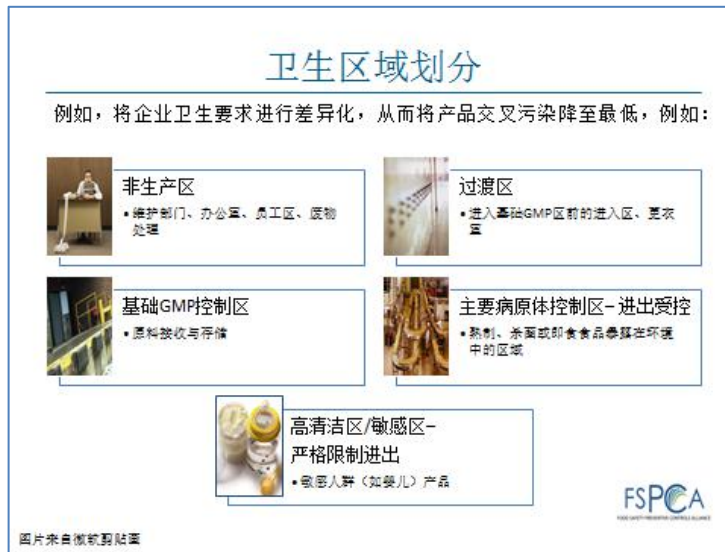 卫生区域划分
例如，将企业卫生要求进行差异化，从而将产品交叉污染降至最低，例如：
非生产区
• 维护部门、办公室、员工区、废物
处理
过渡区
• 进入基础GMP区前的进入区、更衣
室
基础GMP控制区
• 原料接收与存储
主要病原体控制区– 进出受控
• 熟制、杀菌或即食食品暴露在环境
中的区域
高清洁区/敏感区–
严格限制进出
• 敏感人群（如婴儿）产品
FSPCA
FOOD SAFETY PREVENTIVE CONTROLS ALLIANCE
图片来自微软剪贴画